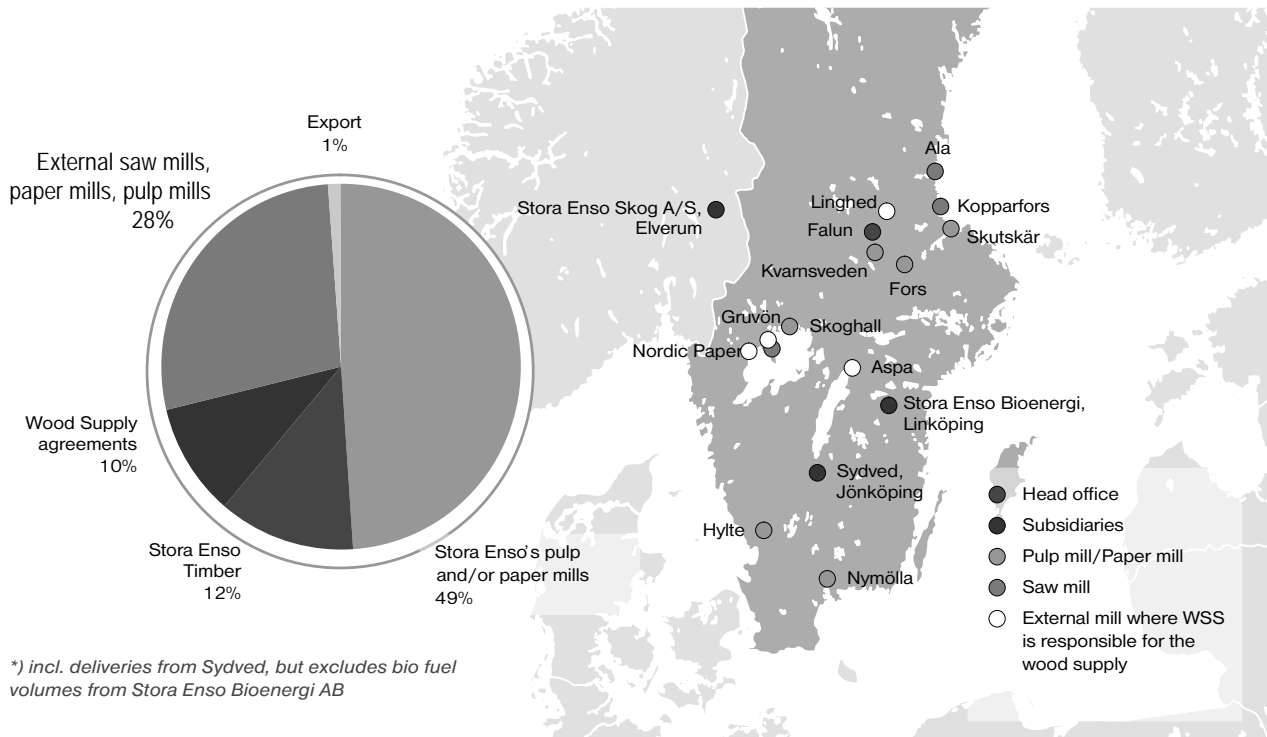 Export
1%
External saw mills,
paper mills, pulp mills
28%
Wood Supply
agreements
10%
Stora Enso
Timber
12%
Stora Enso's pulp
and/or paper mills
49%
*) incl. deliveries from Sydved, but excludes bio fuel
volumes from Stora Enso Bioenergi AB
Stora Enso Skog A/S,
Elverum
Ala
Linghed
Kopparfors
Falun
Skutskär
Kvarnsveden
Fors
Gruvön
Skoghall
Nordic Paper
Aspa
Stora Enso Bioenergi,
Linköping
Sydved,
Jönköping
Hylte
Nymölla
Head office
Subsidiaries
Pulp mill/Paper mill
Saw mill
External mill where WSS
is responsible for the
wood supply